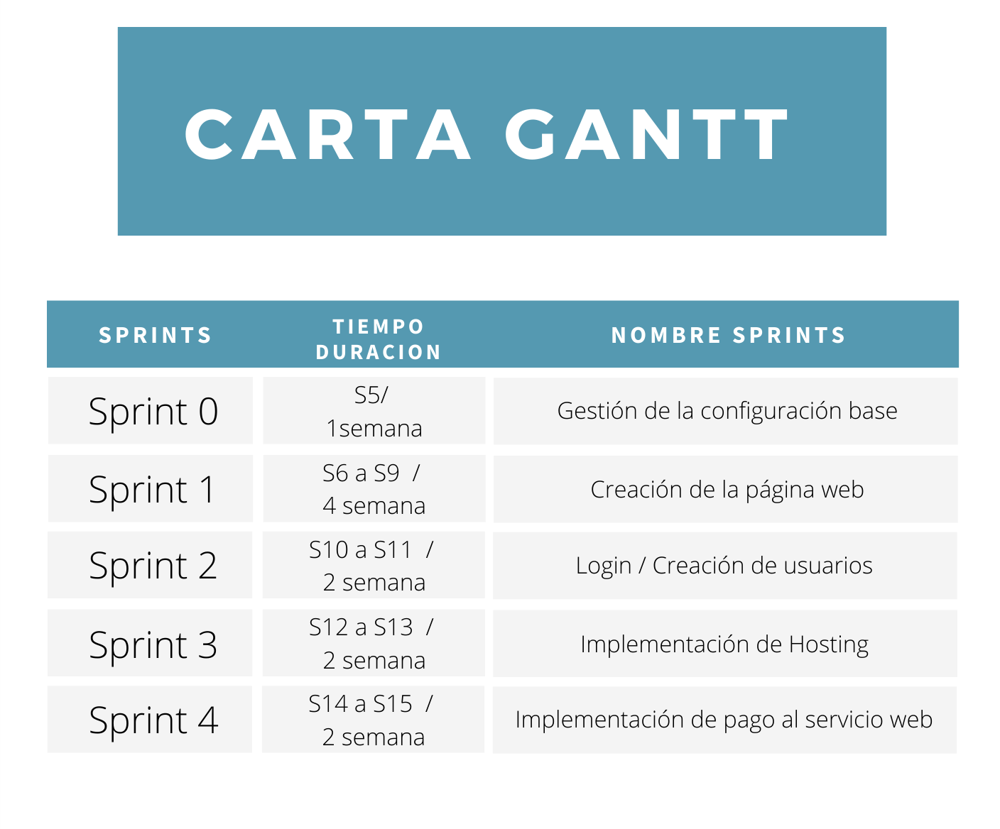 CARTA GANTT
SPRINTS
TIEMPO
DURACION
NOMBRE SPRINTS
Sprint 0
S5/
1semana
Gestión de la configuración base
Sprint 1
S6 a S9 /
4 semana
Creación de la página web
Sprint 2
S10 a S11 /
2 semana
Login / Creación de usuarios
Sprint 3
S12 a S13 /
2 semana
Implementación de Hosting
Sprint 4
S14 a S15 /
2 semana
Implementación de pago al servicio web